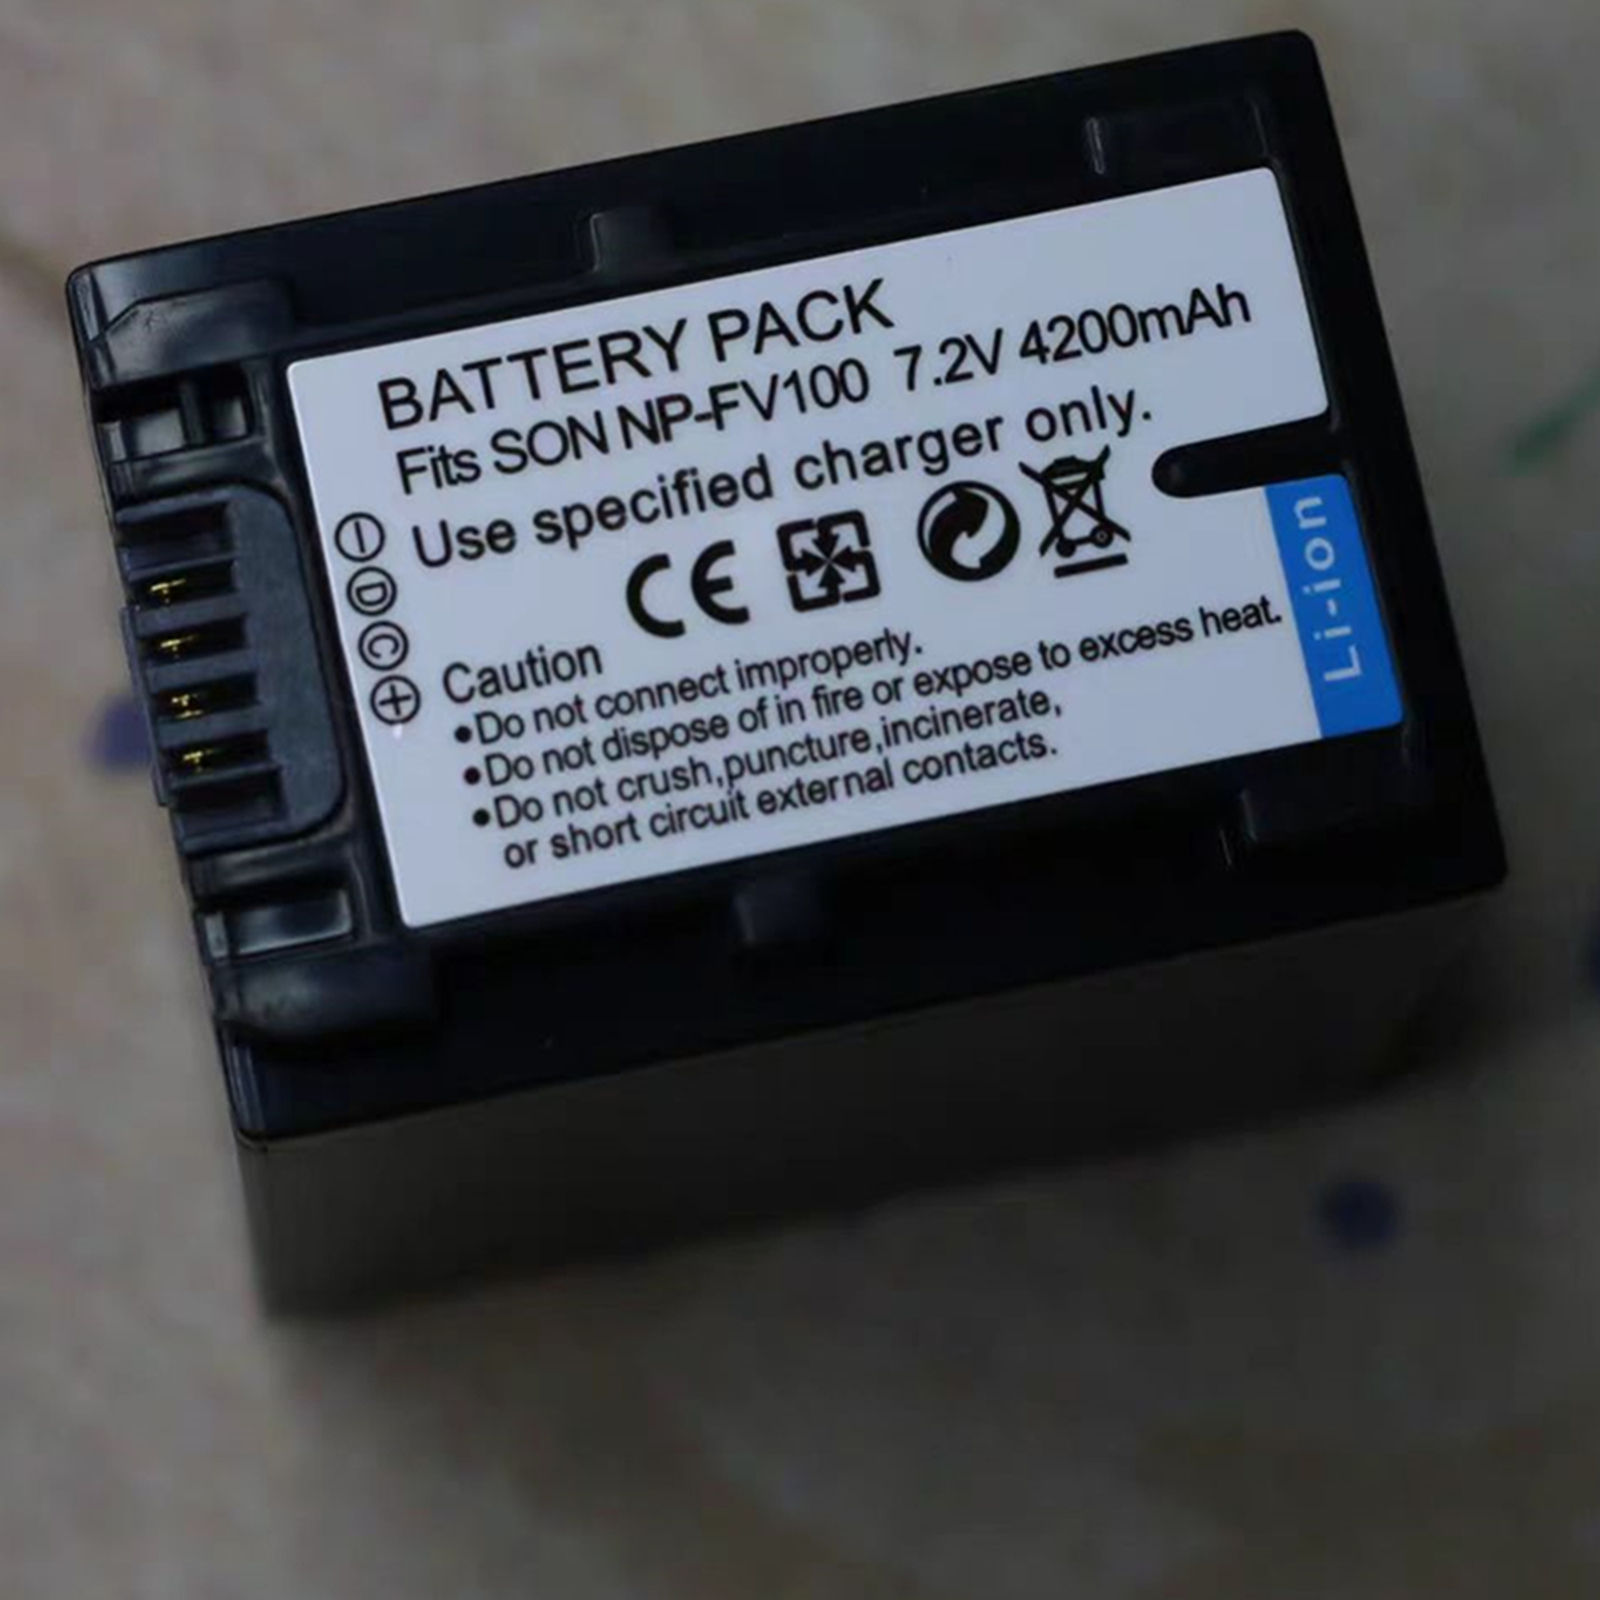 BATTERY PACK
Fits SON NP-FV100 7.2V 4200mAh
Use specified charger only.
CE
Caution
•Do not connect improperly.
•Do not dispose of in fire or expose to excess heat.
•Do not crush,puncture,incinerate,
or short circuit external contacts.
D
C
Li-ion